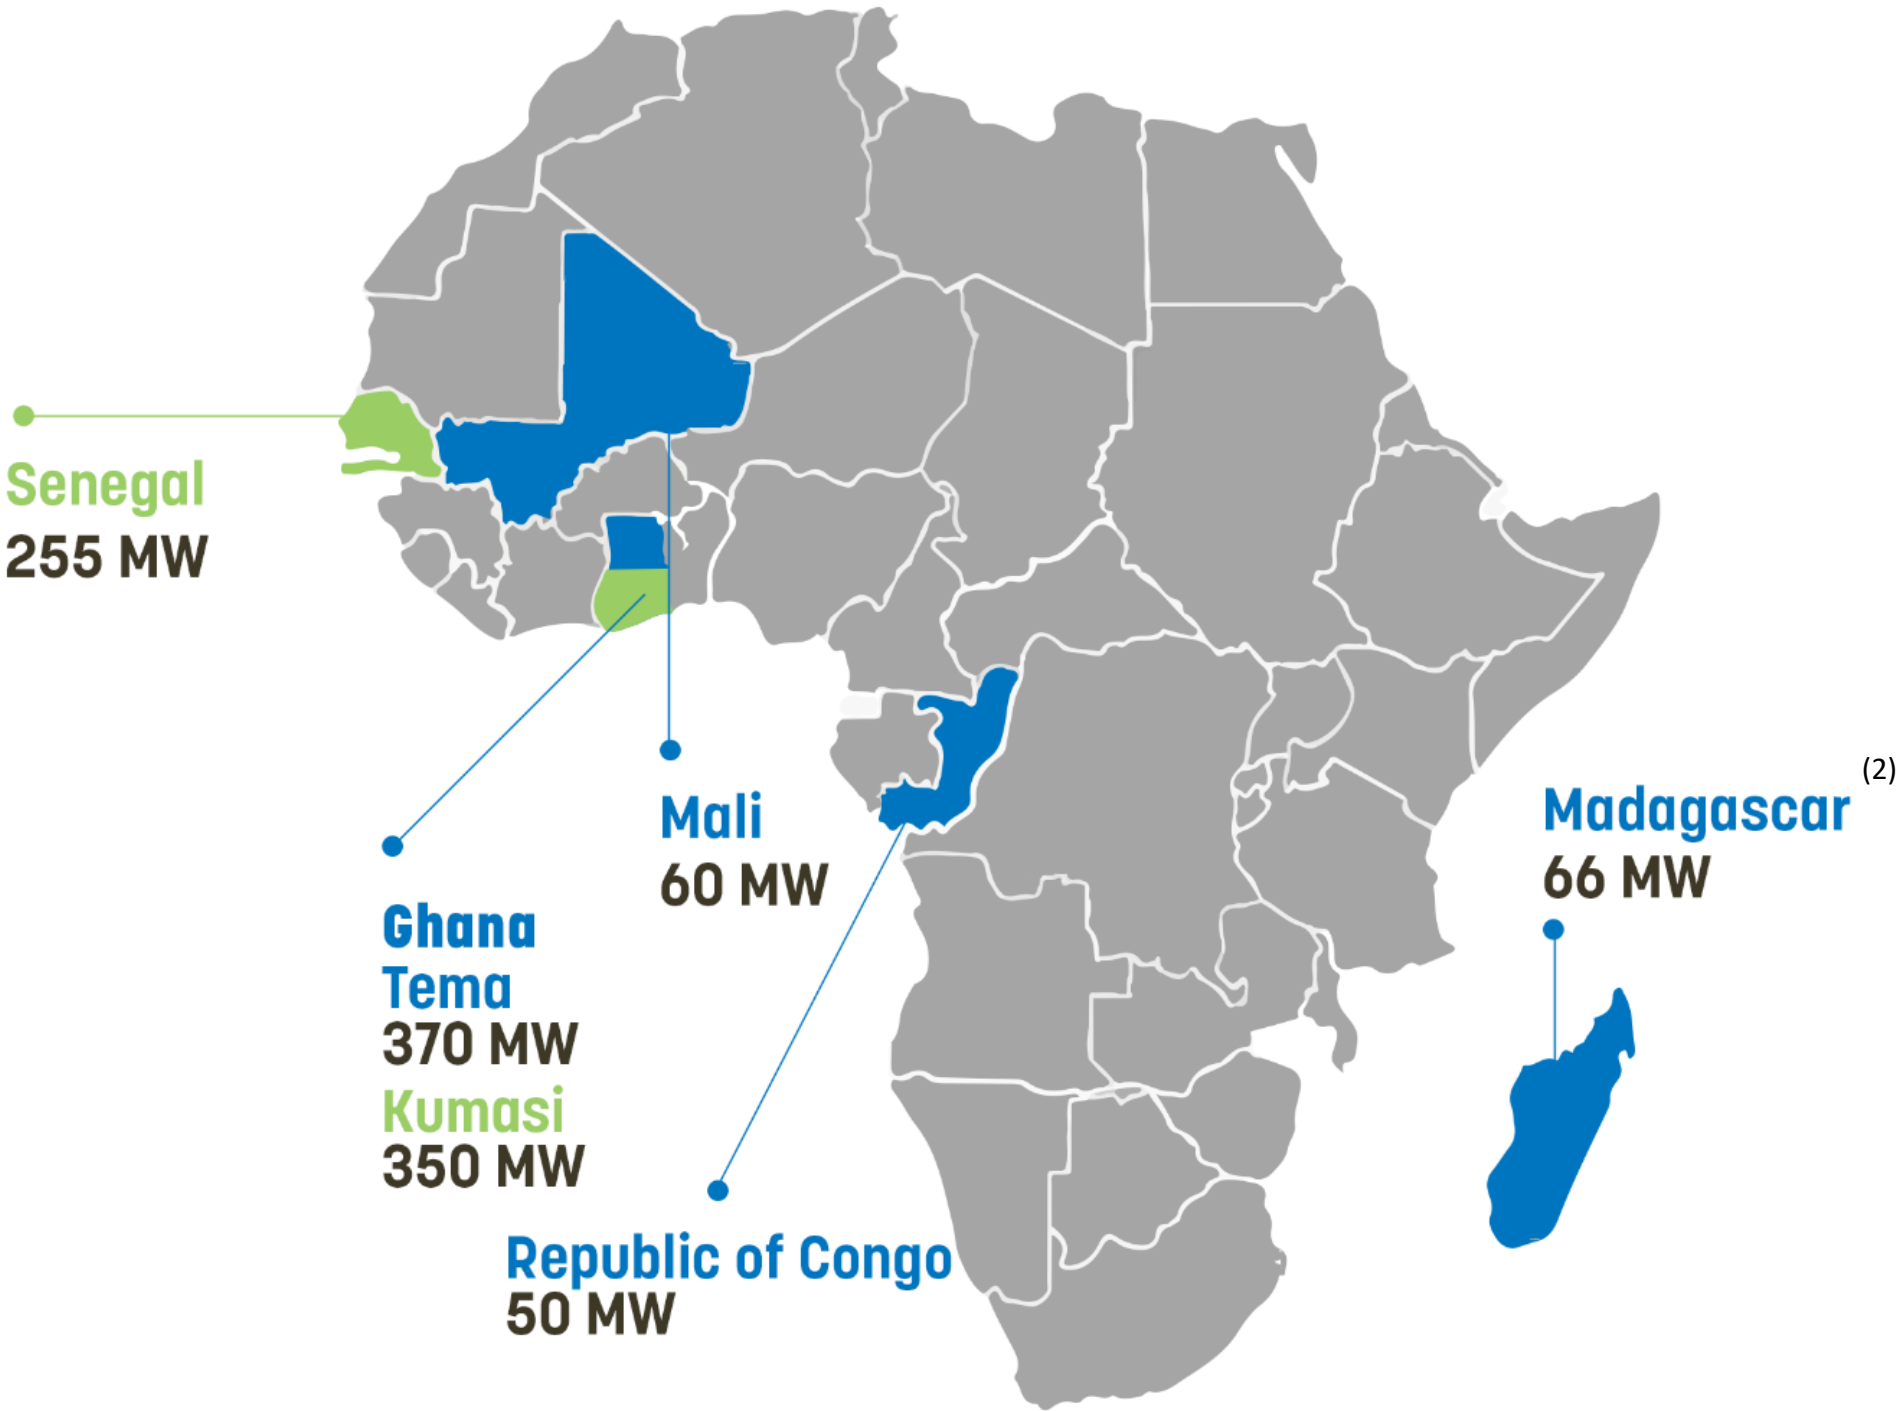 Senegal
255 MW
Mali
60 MW
Ghana
Tema
370 MW
Kumasi
350 MW
Republic of Congo
50 MW
(2)
Madagascar
66 MW